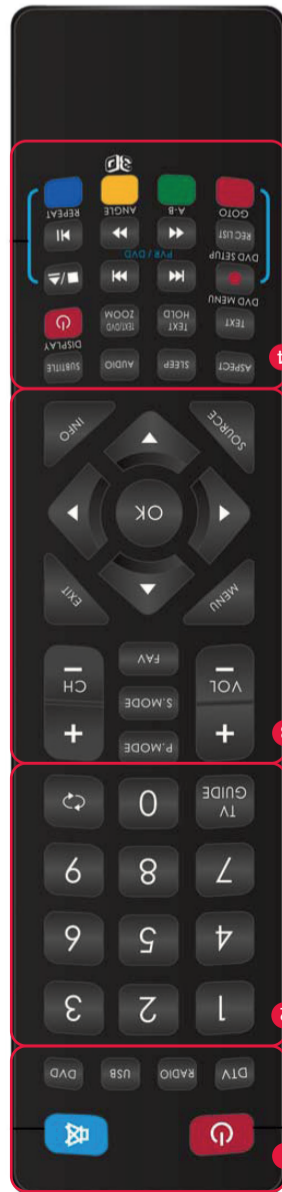 DTV RADIO USB DVD
1 2 3
4 5 6
7 8 9
TV GUIDE 0
+ P.MODE +
S.MODE
VOL CH
− FAV −
MENU EXIT
OK
SOURCE INFO
ASPECT SLEEP AUDIO SUBTITLE
TEXT TEXT HOLD TEXT/DVD ZOOM DISPLAY
DVD MENU
DVD SETUP PVR / DVD
REC LIST
GOTO A-B ANGLE REPEAT